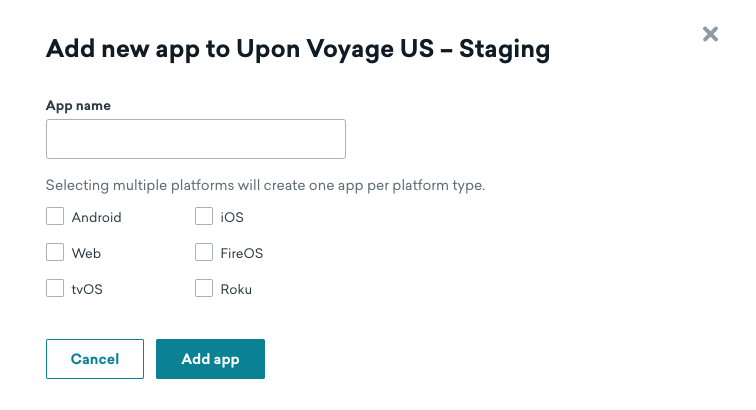 Add new app to Upon Voyage US – Staging
App name
Selecting multiple platforms will create one app per platform type.
Android
iOS
Web
FireOS
tvOS
Roku
Cancel
Add app